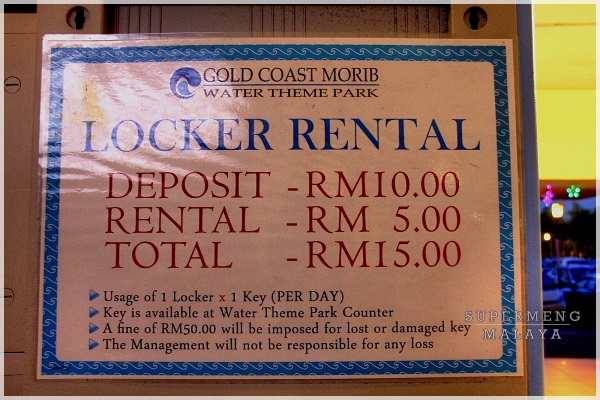 GOLD COAST MORIB
WATER THEME PARK
LOCKER RENTAL
DEPOSIT - RM10.00
RENTAL - RM 5.00
TOTAL - RM15.00
Usage of 1 Locker x 1 Key (PER DAY)
Key is available at Water Theme Park Counter
A fine of RM50.00 will be imposed for lost or damaged key
The Management will not be responsible for any loss
SUPERMENG
MALAYA